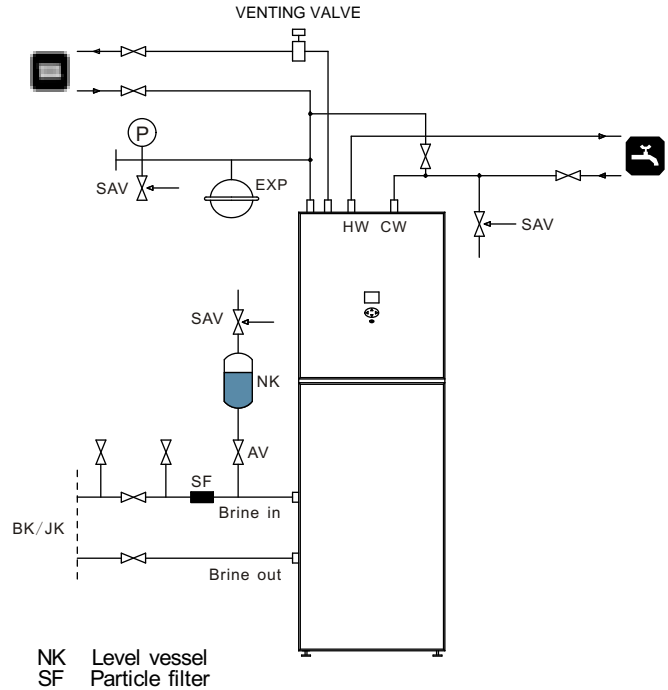 VENTING VALVE
P
SAV
EXP
HW CW
SAV
SAV
NK
AV
SF
Brine in
BK/JK
Brine out
NK Level vessel
SF Particle filter